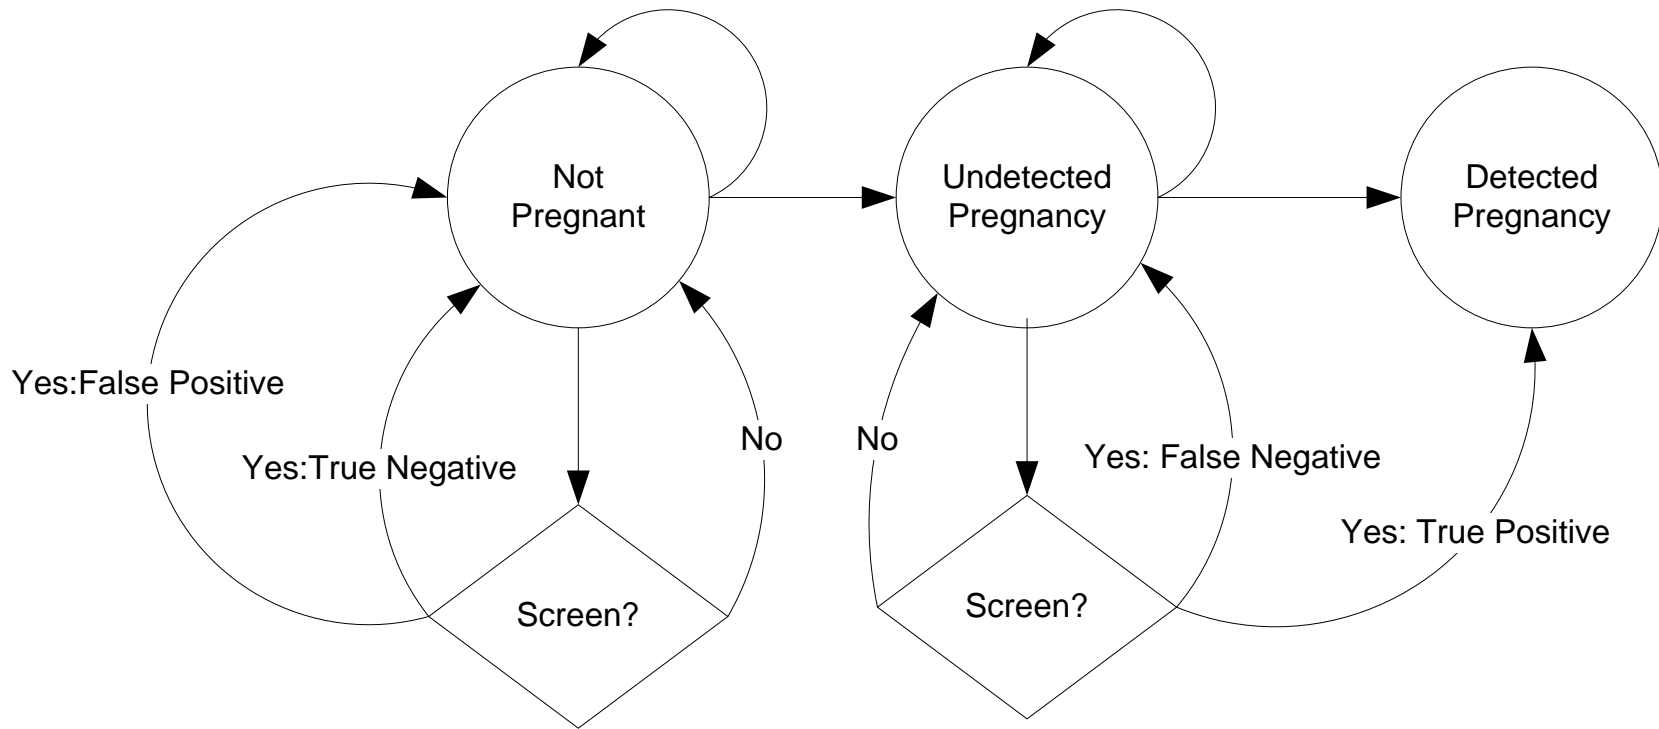 Not
Pregnant
Undetected
Pregnancy
Detected
Pregnancy
Yes:False Positive
Yes:True Negative
No
No
Yes: False Negative
Yes: True Positive
Screen?
Screen?